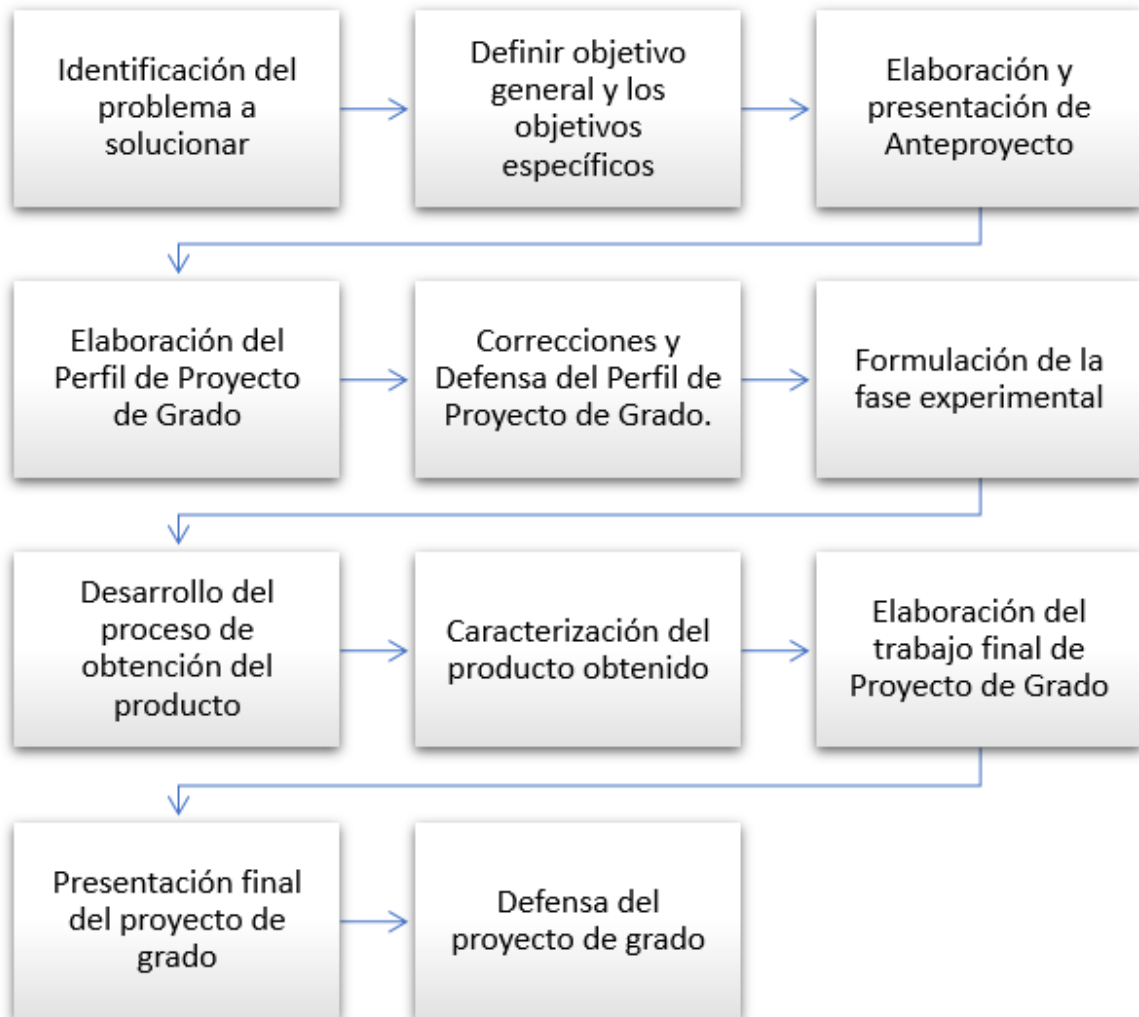 Identificación del
problema a
solucionar
Definir objetivo
general y los
objetivos
específicos
Elaboración y
presentación de
Anteproyecto
Elaboración del
Perfil de Proyecto
de Grado
Correcciones y
Defensa del Perfil de
Proyecto de Grado.
Formulación de la
fase experimental
Desarrollo del
proceso de
obtención del
producto
Caracterización del
producto obtenido
Elaboración del
trabajo final de
Proyecto de Grado
Presentación final
del proyecto de
grado
Defensa del
proyecto de grado